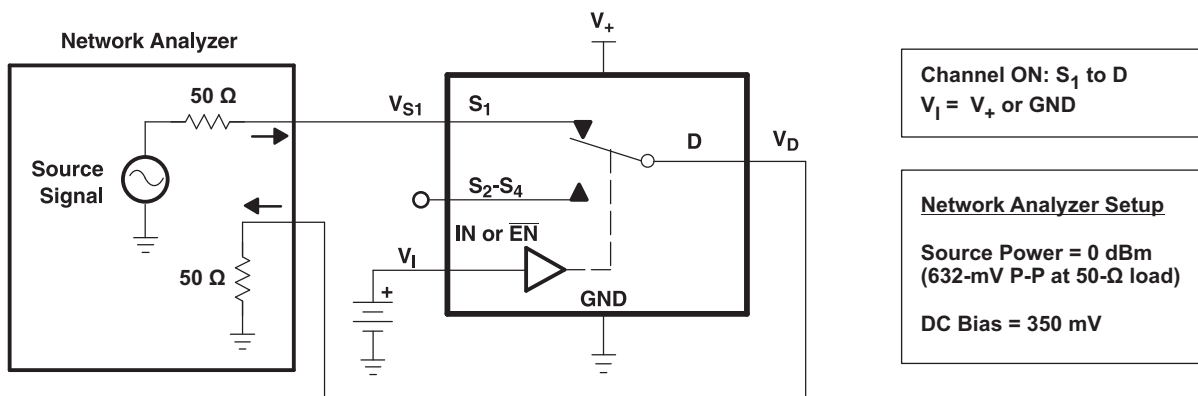 V+
Network Analyzer
50 Ω
VS1
S1
Channel ON: S1 to D
VI = V+ or GND
D
VD
Source
Signal
S2-S4
Network Analyzer Setup
IN or EN
50 Ω
VI
+
GND
Source Power = 0 dBm
(632-mV P-P at 50-Ω load)
DC Bias = 350 mV